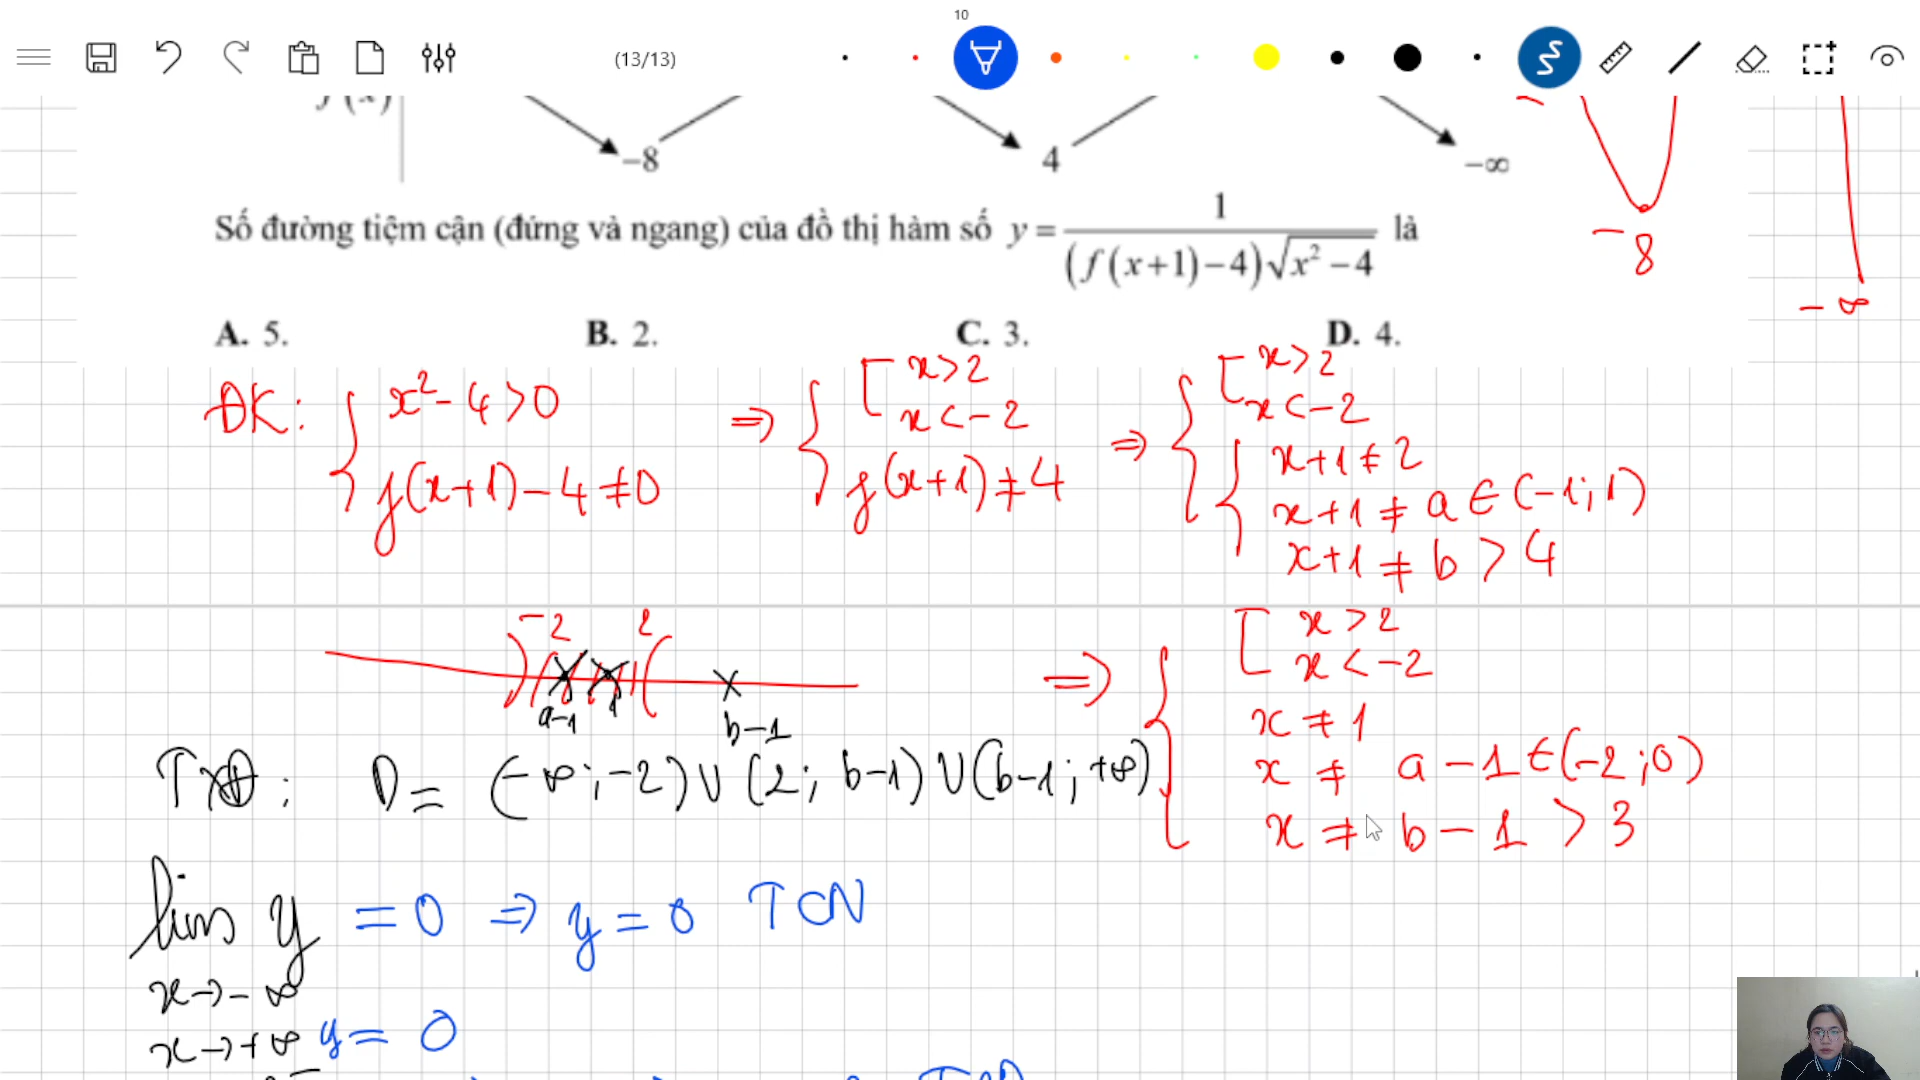 10
(13/13)
f(x)
-8
4
-∞
Số đường tiệm cận (đứng và ngang) của đồ thị hàm số y = 1 / ((f(x+1)-4)√(x²-4)) là
-8
-∞
A. 5. B. 2. C. 3. D. 4.
ĐK: { x² - 4 > 0
f(x+1) - 4 ≠ 0
=> { [ x > 2
x < -2
f(x+1) ≠ 4
=> { [ x > 2
x < -2
{ x+1 ≠ 2
x+1 ≠ a ∈ (-1; 1)
x+1 ≠ b > 4
-2 2
a-1 1 b-1
=> { [ x > 2
x < -2
x ≠ 1
x ≠ a - 1 ∈ (-2; 0)
x ≠ b - 1 > 3
TXĐ: D = (-∞; -2) ∪ (2; b-1) ∪ (b-1; +∞)
lim y = 0 => y = 0 TCN
x → -∞
x → +∞ y = 0